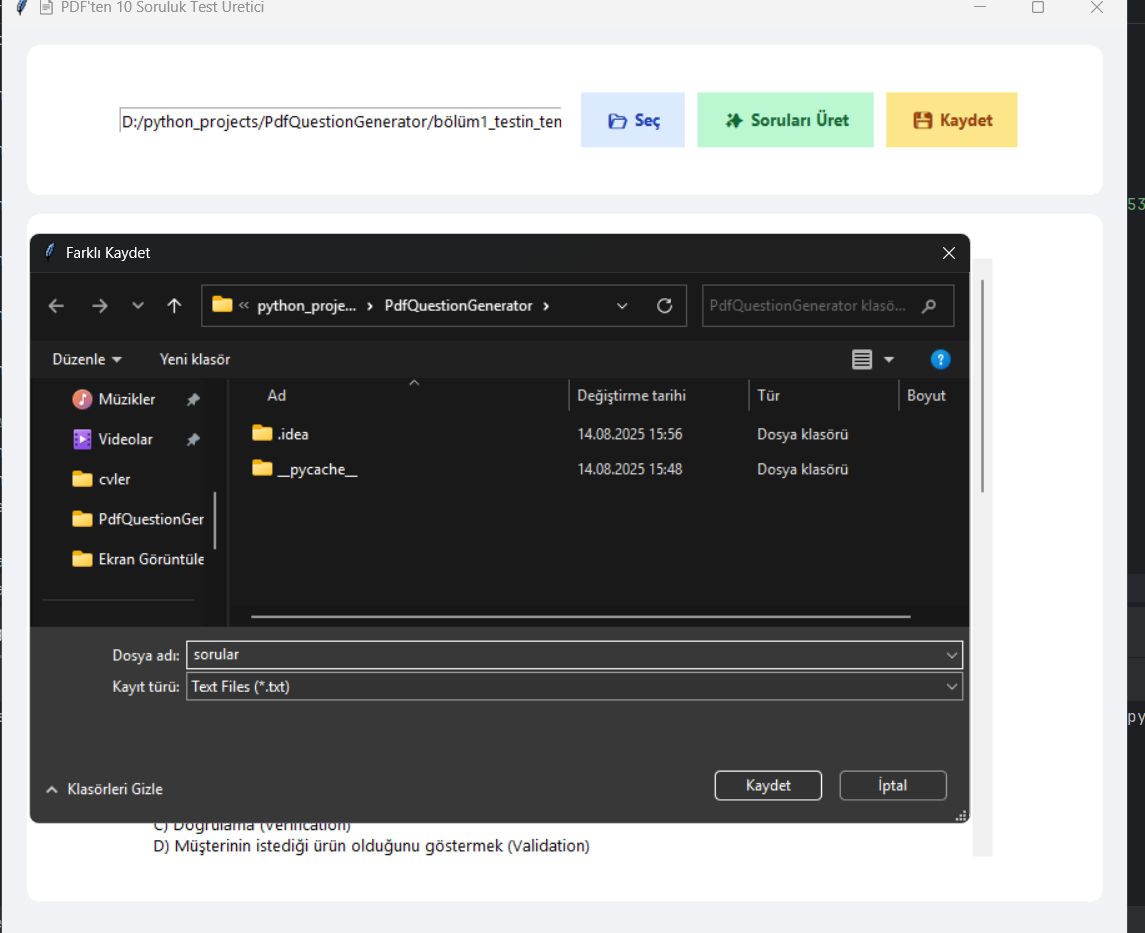 PDF'ten 10 Soruluk Test Üretici
D:/python_projects/PdfQuestionGenerator/bölüm1_testin_ten
Seç
Soruları Üret
Kaydet
Farklı Kaydet
« python_proje... › PdfQuestionGenerator ›
PdfQuestionGenerator klasö...
Düzenle
Yeni klasör
Müzikler
Videolar
cvler
PdfQuestionGer
Ekran Görüntüle
Ad Değiştirme tarihi Tür Boyut
.idea 14.08.2025 15:56 Dosya klasörü
__pycache__ 14.08.2025 15:48 Dosya klasörü
Dosya adı: sorular
Kayıt türü: Text Files (*.txt)
Klasörleri Gizle
Kaydet
İptal
C) Doğrulama (Verification)
D) Müşterinin istediği ürün olduğunu göstermek (Validation)
53
py